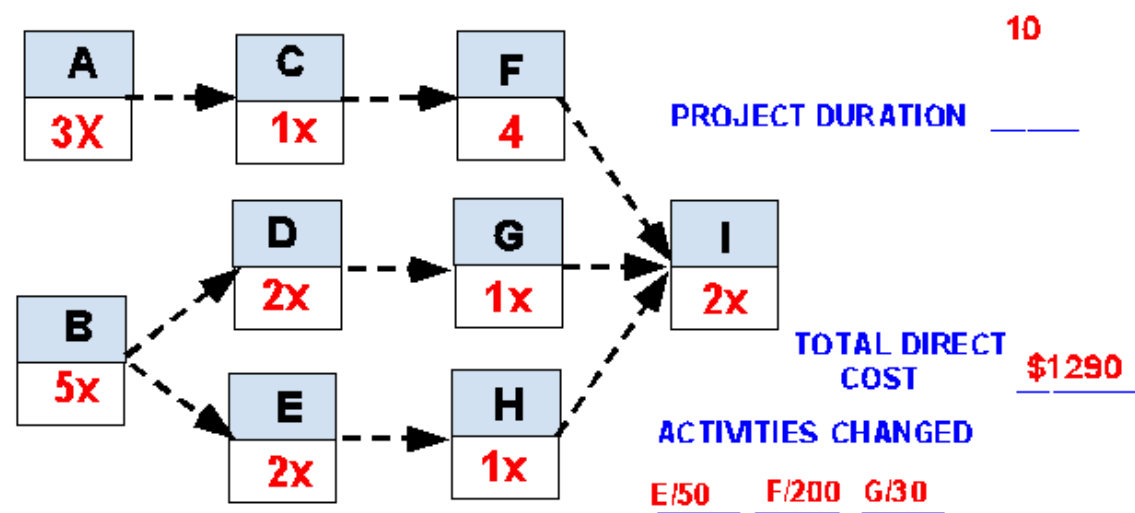 10
A
C
F
3X
1x
4
PROJECT DURATION
D
G
I
2x
1x
2x
B
5x
TOTAL DIRECT
COST
$1290
E
H
2x
1x
ACTIVITIES CHANGED
E/50 F/200 G/30